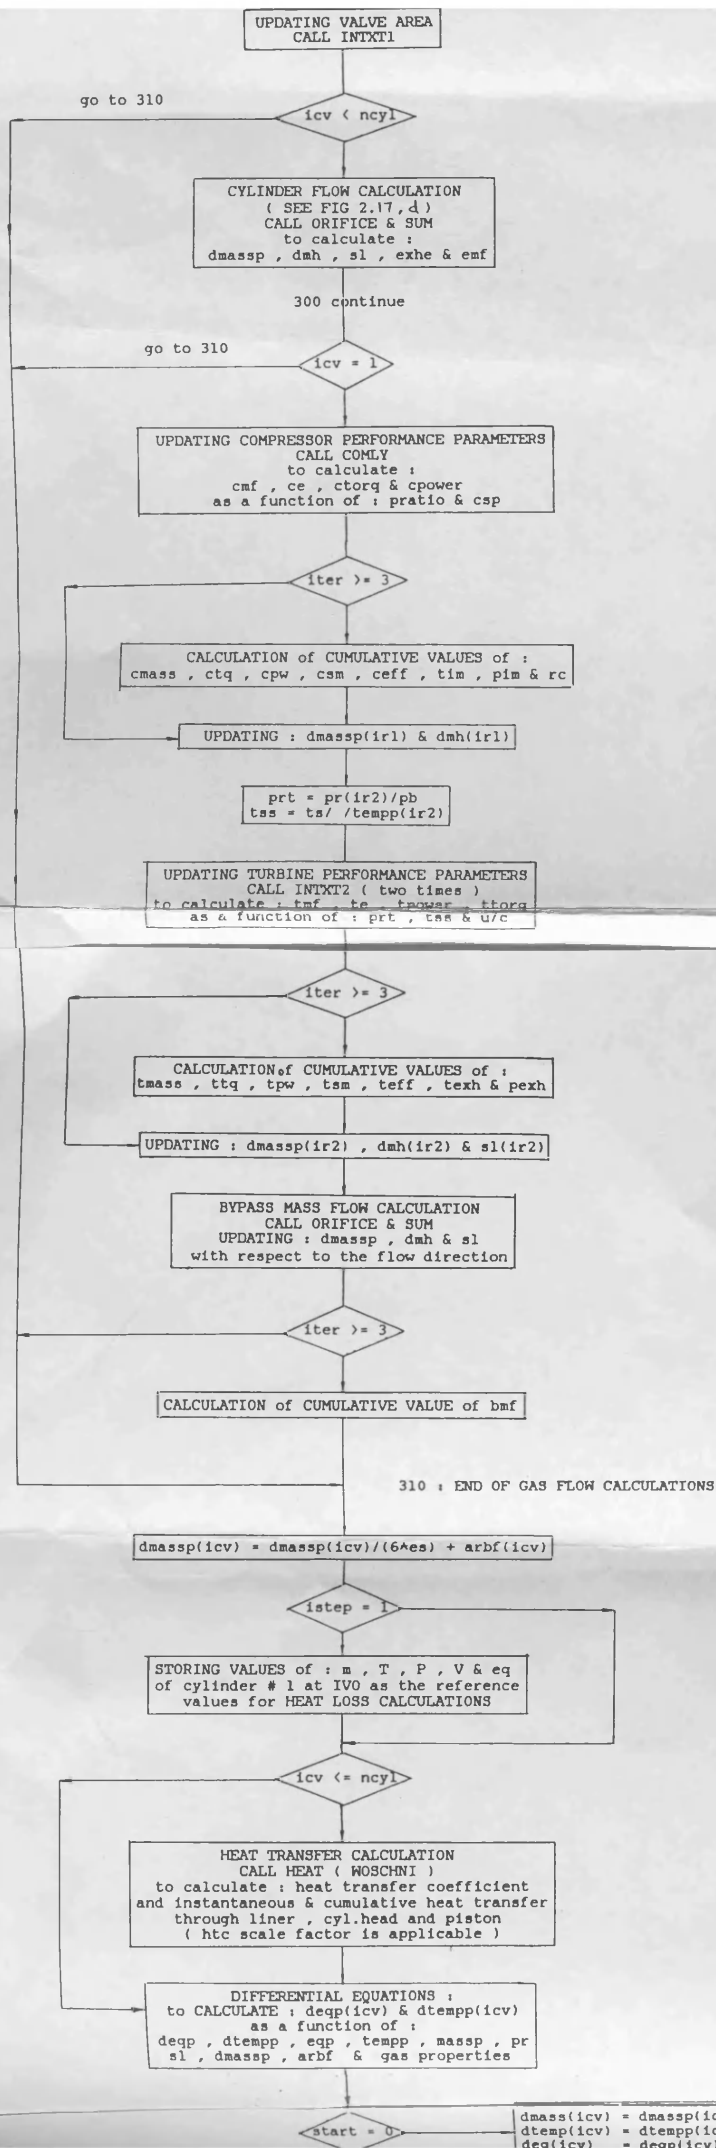 UPDATING VALVE AREA
CALL INTXT1
go to 310
icv < ncyl
CYLINDER FLOW CALCULATION
( SEE FIG 2.17,d )
CALL ORIFICE & SUM
to calculate :
dmassp , dmh , sl , exhe & emf
300 continue
go to 310
icv = 1
UPDATING COMPRESSOR PERFORMANCE PARAMETERS
CALL COMLY
to calculate :
cmf , ce , ctorq & cpower
as a function of : pratio & csp
iter >= 3
CALCULATION of CUMULATIVE VALUES of :
cmass , ctq , cpw , csm , ceff , tim , pim & rc
UPDATING : dmassp(ir1) & dmh(ir1)
prt = pr(ir2)/pb
tss = ts/ /tempp(ir2)
UPDATING TURBINE PERFORMANCE PARAMETERS
CALL INTXT2 ( two times )
to calculate : tmf , te , tpower , ttorq
as a function of : prt , tss & u/c
iter >= 3
CALCULATION of CUMULATIVE VALUES of :
tmass , ttq , tpw , tsm , teff , texh & pexh
UPDATING : dmassp(ir2) , dmh(ir2) & sl(ir2)
BYPASS MASS FLOW CALCULATION
CALL ORIFICE & SUM
UPDATING : dmassp , dmh & sl
with respect to the flow direction
iter >= 3
CALCULATION of CUMULATIVE VALUE of bmf
310 : END OF GAS FLOW CALCULATIONS
dmassp(icv) = dmassp(icv)/(6^es) + arbf(icv)
istep = 1
STORING VALUES of : m , T , P , V & eq
of cylinder # 1 at IVO as the reference
values for HEAT LOSS CALCULATIONS
icv <= ncyl
HEAT TRANSFER CALCULATION
CALL HEAT ( WOSCHNI )
to calculate : heat transfer coefficient
and instantaneous & cumulative heat transfer
through liner , cyl.head and piston
( htc scale factor is applicable )
DIFFERENTIAL EQUATIONS :
to CALCULATE : deqp(icv) & dtempp(icv)
as a function of :
deqp , dtempp , eqp , tempp , massp , pr
sl , dmassp , arbf & gas properties
start = 0
dmass(icv) = dmassp(ic
dtemp(icv) = dtempp(ic
deq(icv) = deqp(icv)